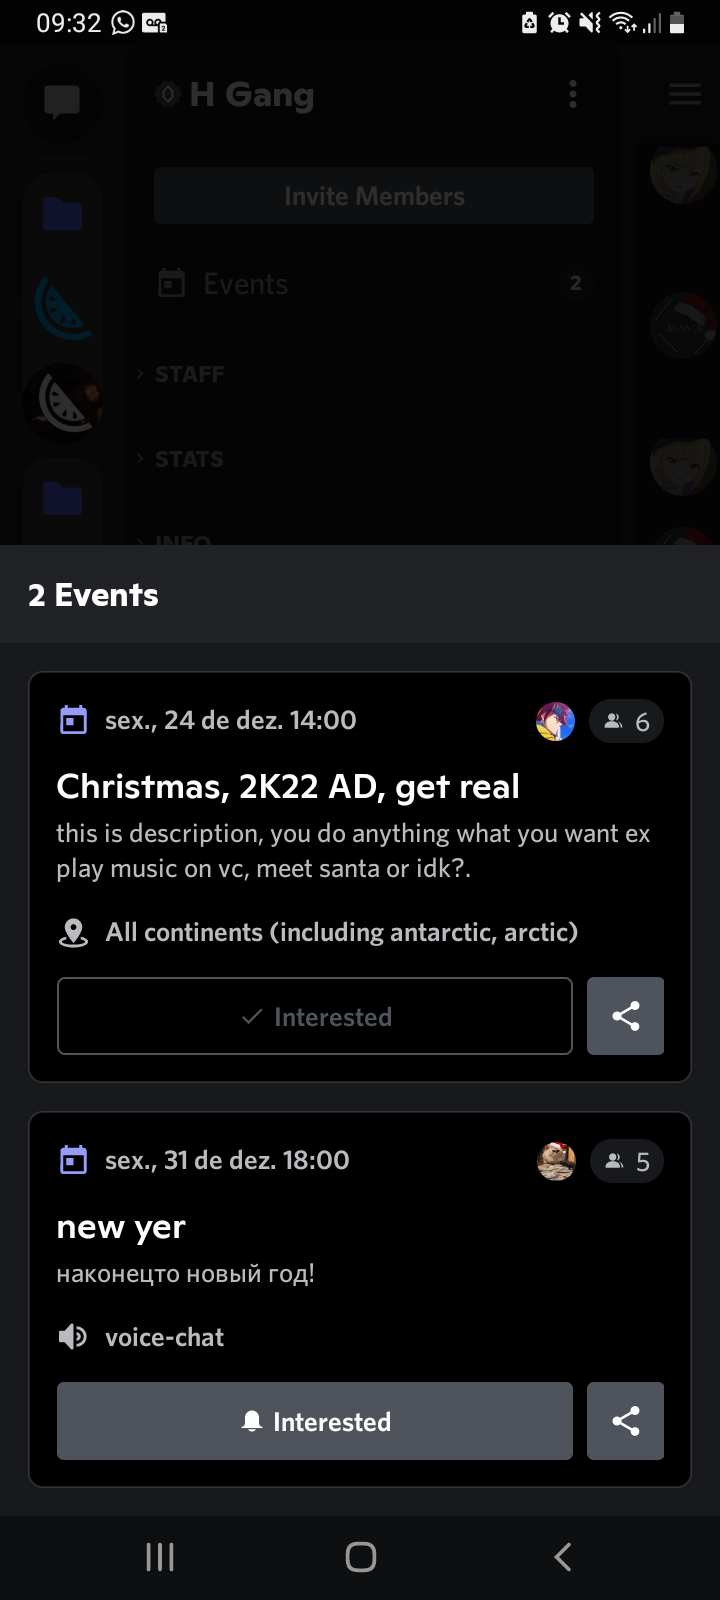 09:32
H Gang
Invite Members
Events
2
STAFF
STATS
INFO
2 Events
sex., 24 de dez. 14:00
6
Christmas, 2K22 AD, get real
this is description, you do anything what you want ex
play music on vc, meet santa or idk?.
All continents (including antarctic, arctic)
Interested
sex., 31 de dez. 18:00
5
new yer
наконецто новый год!
voice-chat
Interested